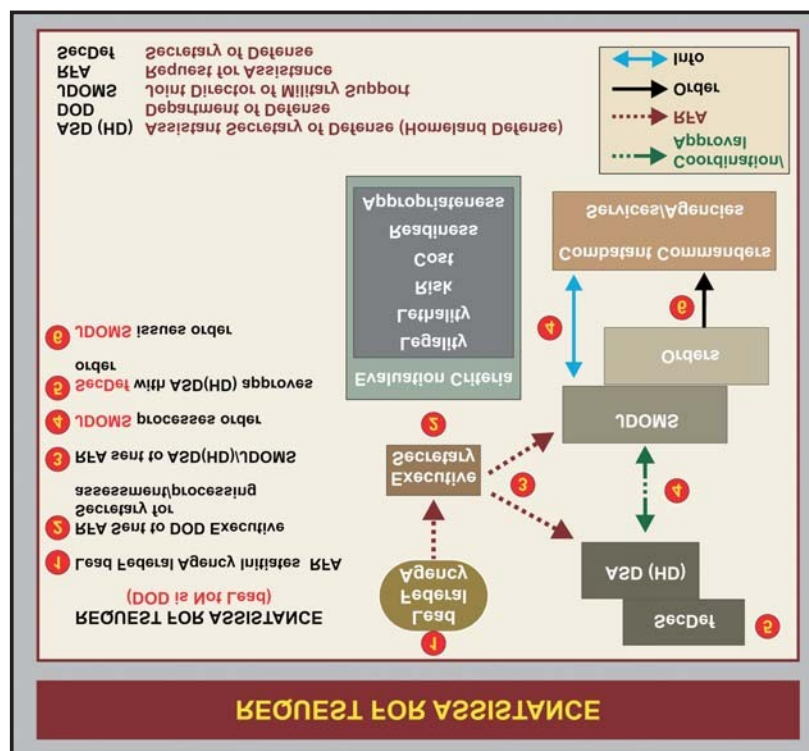 REQUEST FOR ASSISTANCE
REQUEST FOR ASSISTANCE
(DOD is Not Lead)
1 Lead Federal Agency Initiates RFA
2 RFA Sent to DOD Executive
Secretary for
assessment/processing
3 RFA sent to ASD(HD)/JDOMS
4 JDOMS processes order
5 SecDef with ASD(HD) approves
order
6 JDOMS issues order
1
Lead
Federal
Agency
Executive
Secretary
2
3
Evaluation Criteria
Legality
Lethality
Risk
Cost
Readiness
Appropriateness
SecDef
5
ASD (HD)
4
JDOMS
Orders
4
6
Combatant Commanders
Services/Agencies
Coordination/
Approval
RFA
Order
Info
ASD (HD) Assistant Secretary of Defense (Homeland Defense)
DOD Department of Defense
JDOMS Joint Director of Military Support
RFA Request for Assistance
SecDef Secretary of Defense